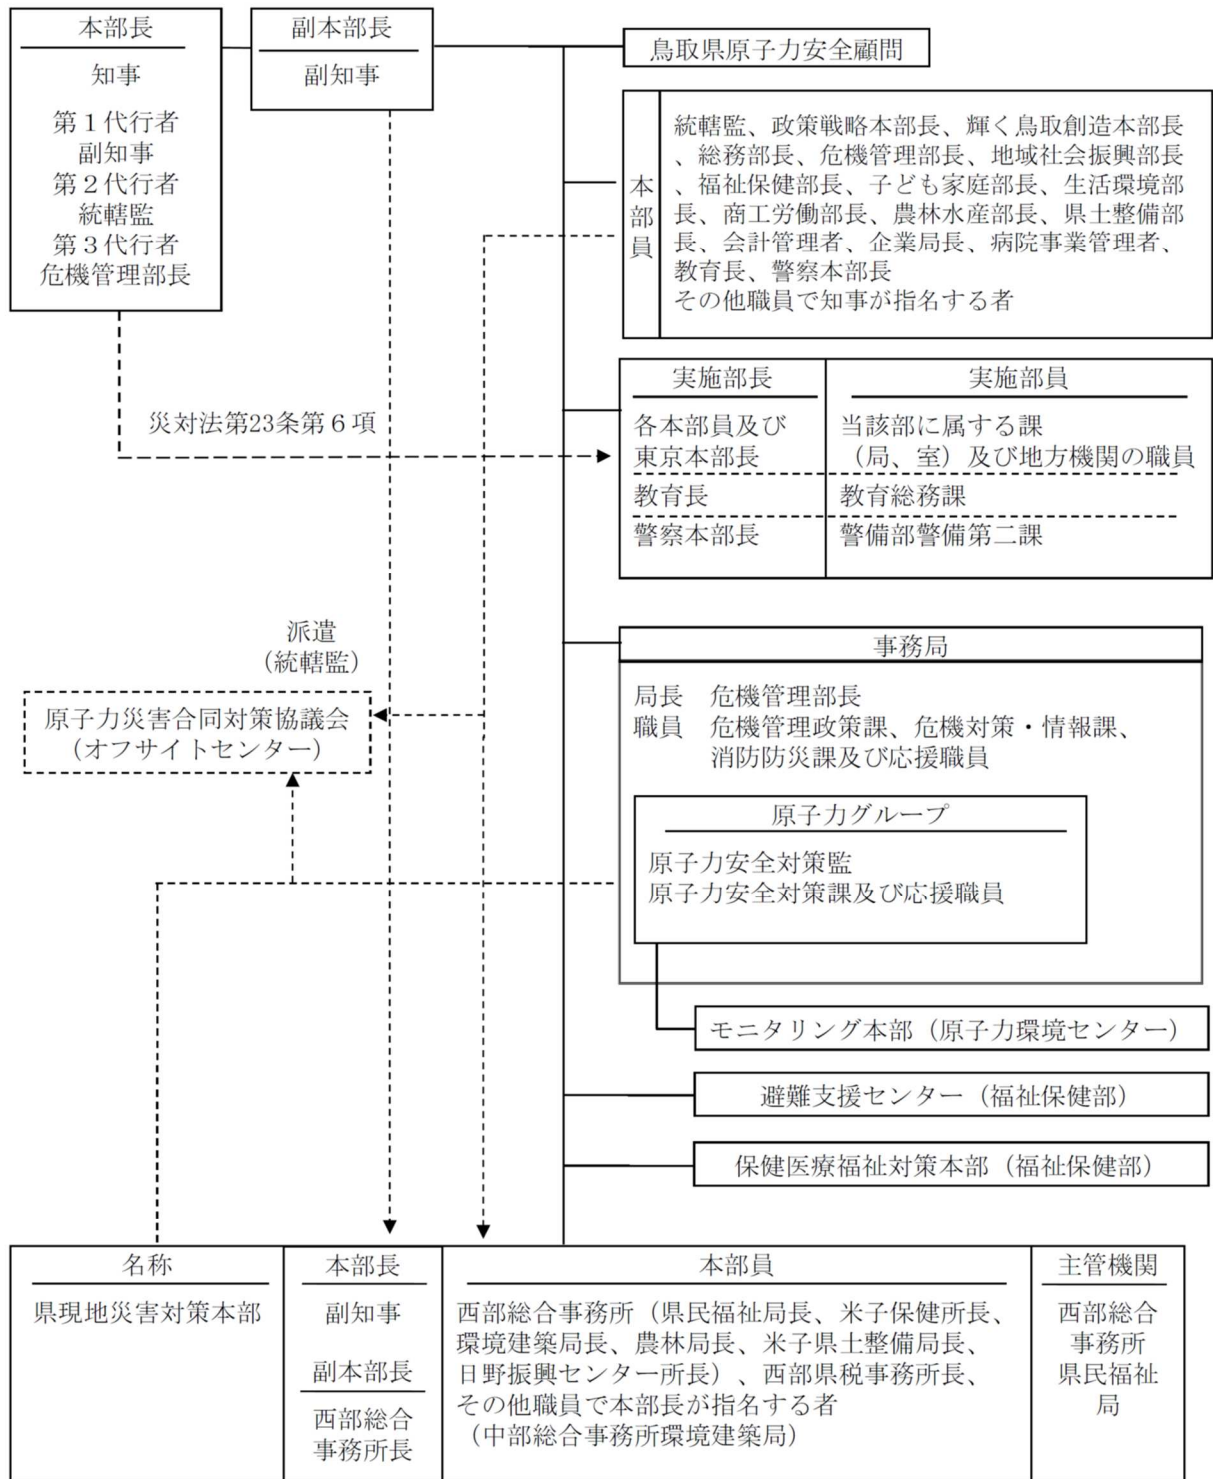 本部長
知事
第１代行者
副知事
第２代行者
統轄監
第３代行者
危機管理部長
副本部長
副知事
鳥取県原子力安全顧問
本部員
統轄監、政策戦略本部長、輝く鳥取創造本部長
、総務部長、危機管理部長、地域社会振興部長
、福祉保健部長、子ども家庭部長、生活環境部
長、商工労働部長、農林水産部長、県土整備部
長、会計管理者、企業局長、病院事業管理者、
教育長、警察本部長
その他職員で知事が指名する者
災対法第23条第６項
実施部長
実施部員
各本部員及び
東京本部長
当該部に属する課
（局、室）及び地方機関の職員
教育長
教育総務課
警察本部長
警備部警備第二課
派遣
（統轄監）
原子力災害合同対策協議会
（オフサイトセンター）
事務局
局長　危機管理部長
職員　危機管理政策課、危機対策・情報課、
消防防災課及び応援職員
原子力グループ
原子力安全対策監
原子力安全対策課及び応援職員
モニタリング本部（原子力環境センター）
避難支援センター（福祉保健部）
保健医療福祉対策本部（福祉保健部）
名称
県現地災害対策本部
本部長
副知事
副本部長
西部総合
事務所長
本部員
西部総合事務所（県民福祉局長、米子保健所長、
環境建築局長、農林局長、米子県土整備局長、
日野振興センター所長）、西部県税事務所長、
その他職員で本部長が指名する者
（中部総合事務所環境建築局）
主管機関
西部総合
事務所
県民福祉
局